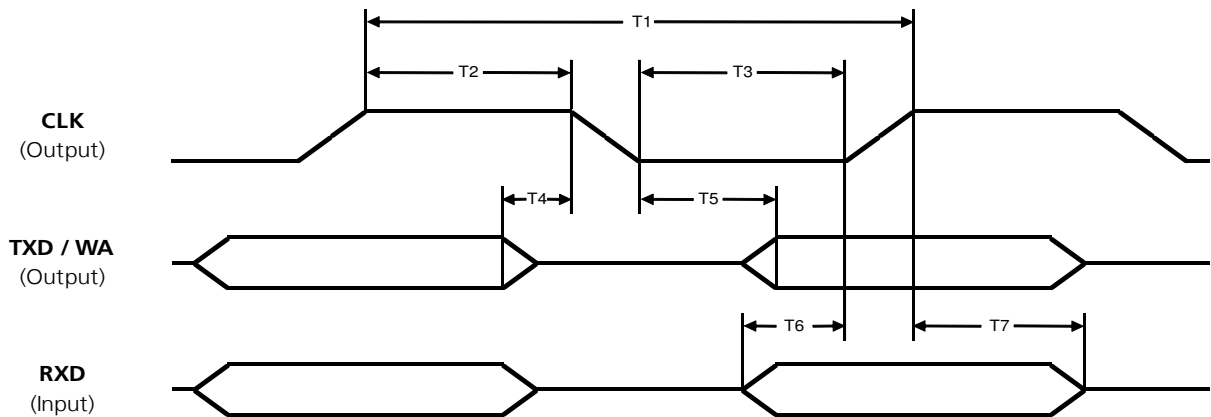 T1
T2
T3
CLK
(Output)
T4
T5
TXD / WA
(Output)
T6
T7
RXD
(Input)